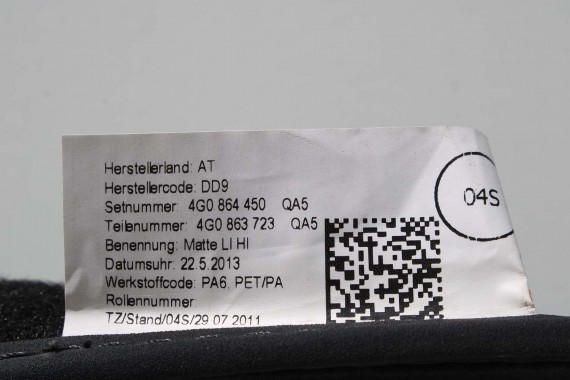 Herstellerland: AT
Herstellercode: DD9
Setnummer: 4G0 864 450 QA5
Teilenummer: 4G0 863 723 QA5
Benennung: Matte LI HI
Datumsuhr: 22.5.2013
Werkstoffcode: PA6, PET/PA
Rollennummer:
TZ/Stand/04S/29.07.2011
04S